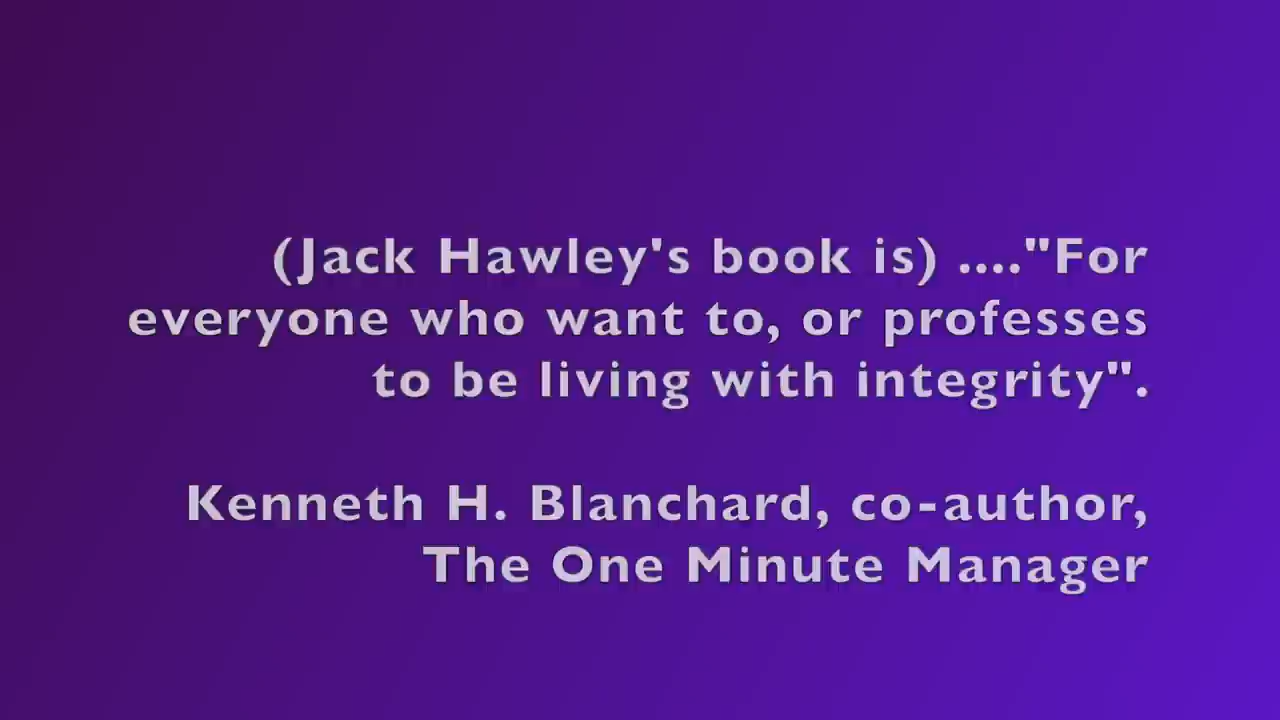 (Jack Hawley's book is) ...."For
everyone who want to, or professes
to be living with integrity".
Kenneth H. Blanchard, co-author,
The One Minute Manager